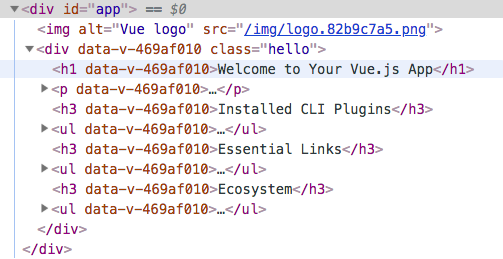 ▼<div id="app"> == $0
<img alt="Vue logo" src="/img/logo.82b9c7a5.png">
▼<div data-v-469af010 class="hello">
<h1 data-v-469af010>Welcome to Your Vue.js App</h1>
▶<p data-v-469af010>…</p>
<h3 data-v-469af010>Installed CLI Plugins</h3>
▶<ul data-v-469af010>…</ul>
<h3 data-v-469af010>Essential Links</h3>
▶<ul data-v-469af010>…</ul>
<h3 data-v-469af010>Ecosystem</h3>
▶<ul data-v-469af010>…</ul>
</div>
</div>